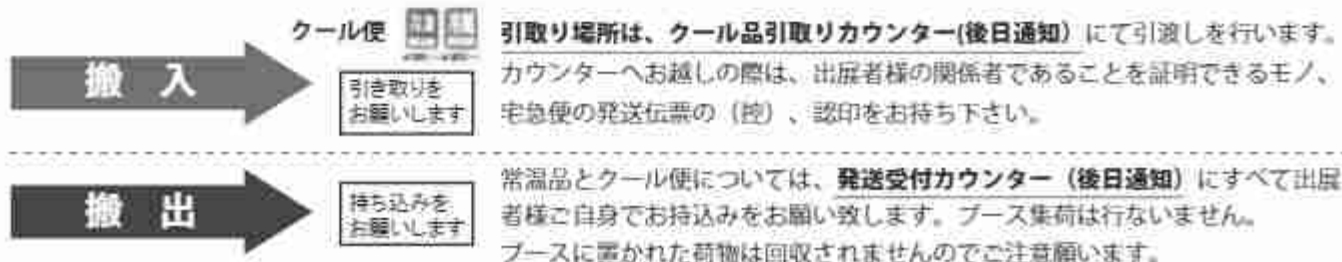 クール便
搬 入
引き取りを
お願いします
引取り場所は、クール品引取りカウンター(後日通知)にて引渡しを行います。
カウンターへお越しの際は、出展者様の関係者であることを証明できるモノ、
宅急便の発送伝票の（控）、認印をお持ち下さい。
搬 出
持ち込みを
お願いします
常温品とクール便については、発送受付カウンター（後日通知）にすべて出展
者様ご自身でお持込みをお願い致します。ブース集荷は行ないません。
ブースに置かれた荷物は回収されませんのでご注意願います。